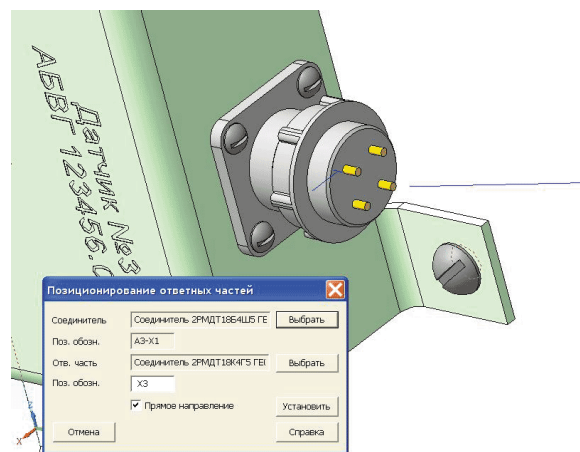 Датчик №3
АБВГ 123456.0
Позиционирование ответных частей
Соединитель Соединитель 2РМДТ18Б4Ш5 ГЕ Выбрать
Поз. обозн. А3-Х1
Отв. часть Соединитель 2РМДТ18К4Г5 ГЕ( Выбрать
Поз. обозн. Х3
Прямое направление Установить
Отмена Справка
Z
X